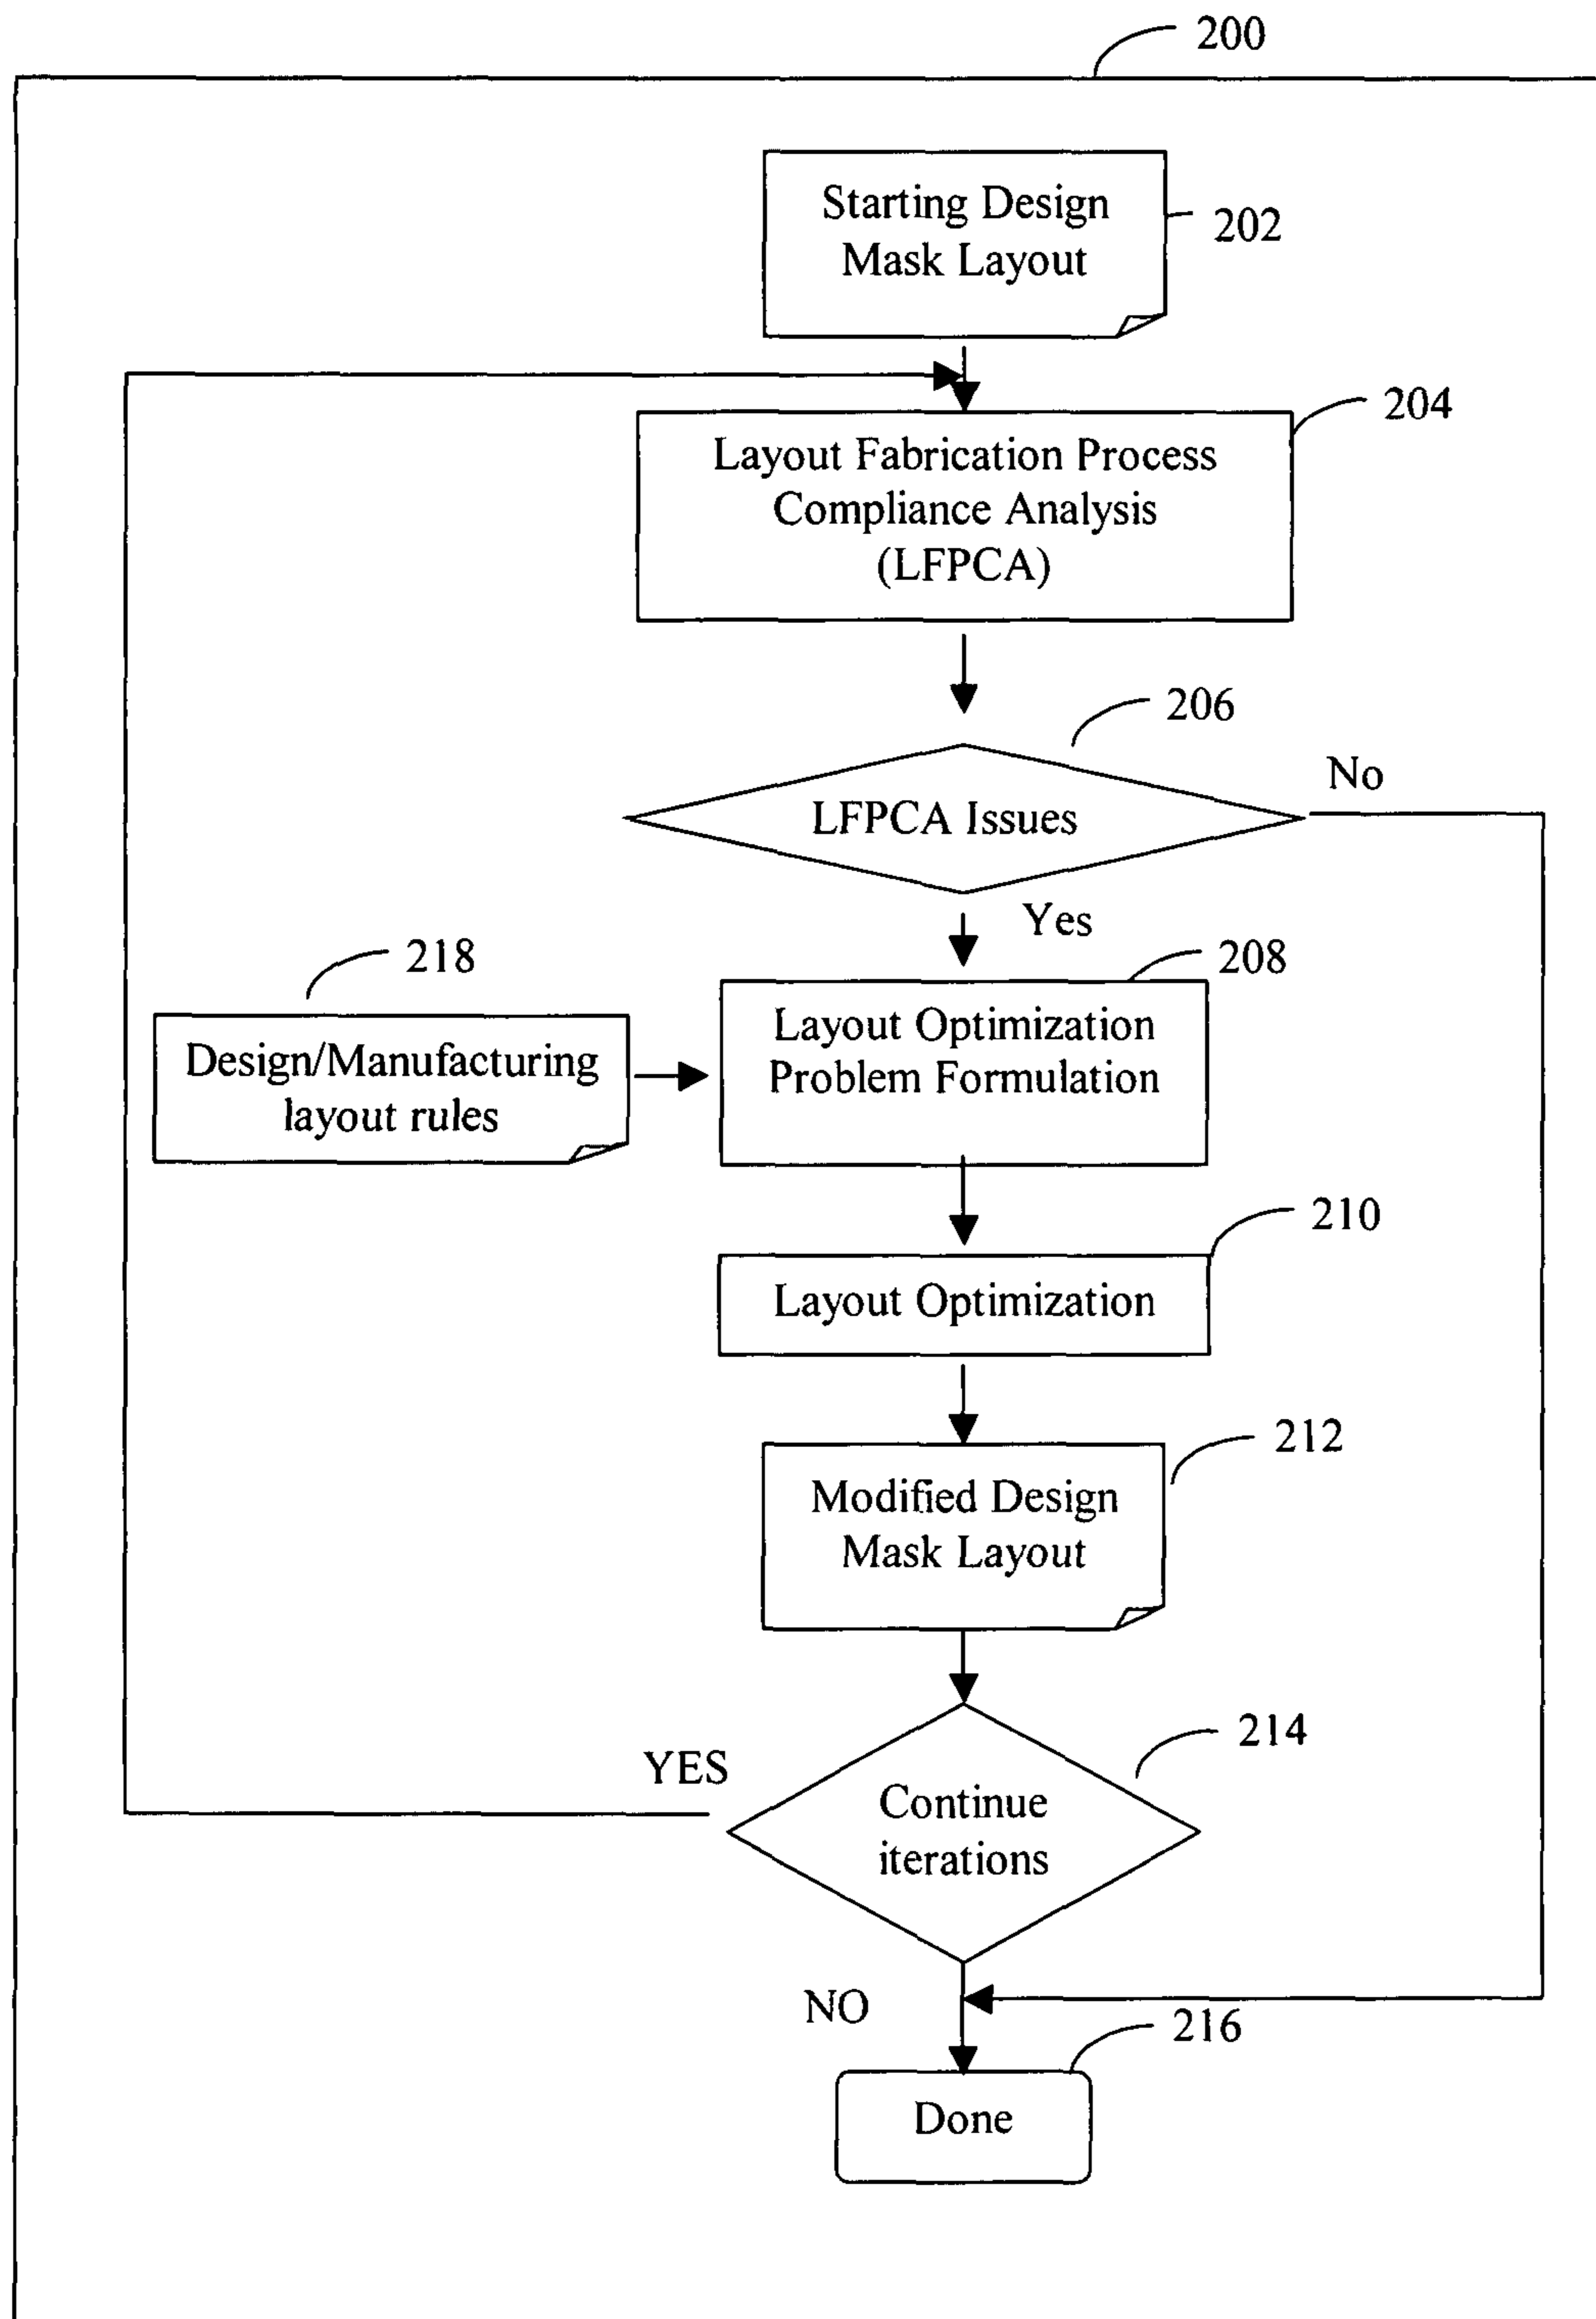 200
Starting Design
Mask Layout
202
204
Layout Fabrication Process
Compliance Analysis
(LFPCA)
206
No
LFPCA Issues
Yes
218
208
Design/Manufacturing
layout rules
Layout Optimization
Problem Formulation
210
Layout Optimization
212
Modified Design
Mask Layout
214
YES
Continue
iterations
NO
216
Done